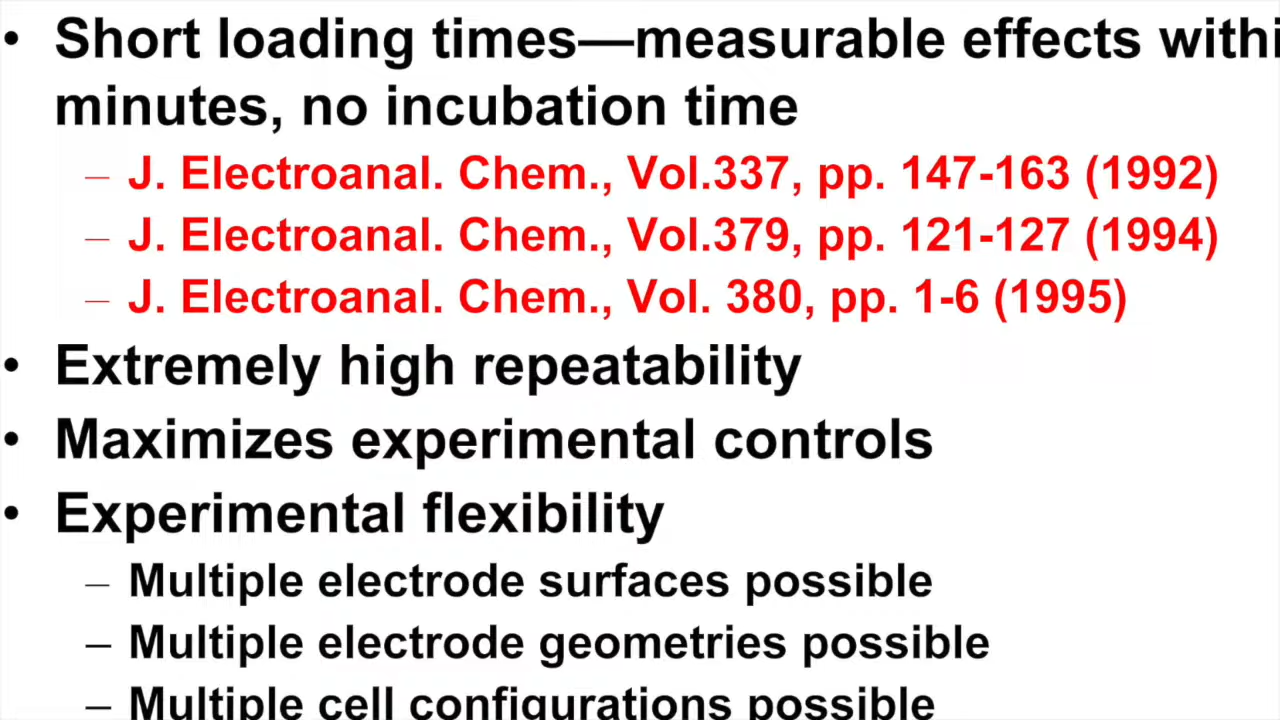 • Short loading times—measurable effects withi
minutes, no incubation time
– J. Electroanal. Chem., Vol.337, pp. 147-163 (1992)
– J. Electroanal. Chem., Vol.379, pp. 121-127 (1994)
– J. Electroanal. Chem., Vol. 380, pp. 1-6 (1995)
• Extremely high repeatability
• Maximizes experimental controls
• Experimental flexibility
– Multiple electrode surfaces possible
– Multiple electrode geometries possible
– Multiple cell configurations possible